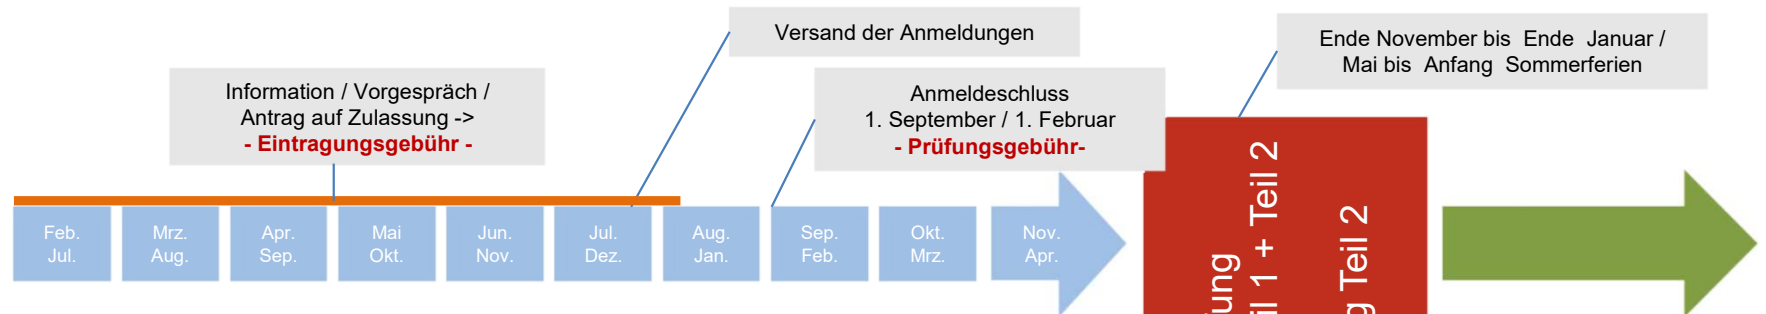 Versand der Anmeldungen
Ende November bis Ende Januar /
Mai bis Anfang Sommerferien
Information / Vorgespräch /
Antrag auf Zulassung ->
- Eintragungsgebühr -
Anmeldeschluss
1. September / 1. Februar
- Prüfungsgebühr-
Feb.
Jul.
Mrz.
Aug.
Apr.
Sep.
Mai
Okt.
Jun.
Nov.
Jul.
Dez.
Aug.
Jan.
Sep.
Feb.
Okt.
Mrz.
Nov.
Apr.
1 + Teil 2
Teil 2